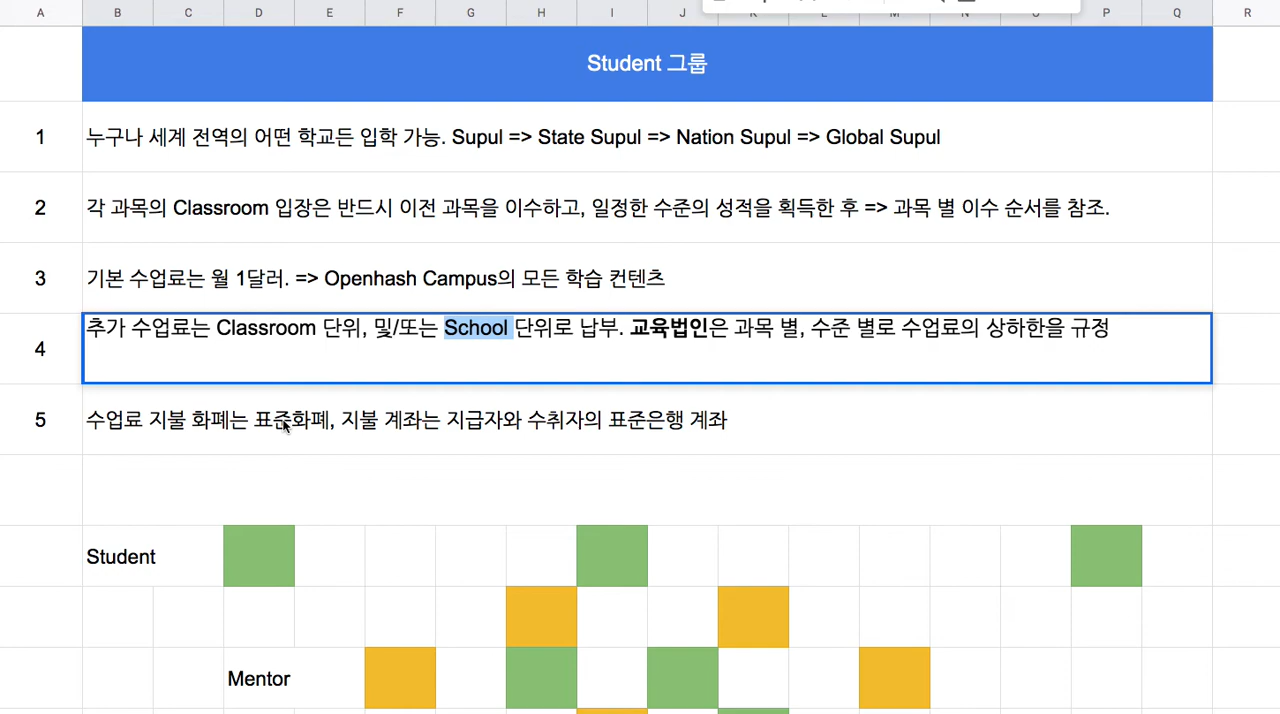 A B C D E F G H I J K L M N O P Q R
Student 그룹
1 누구나 세계 전역의 어떤 학교든 입학 가능. Supul => State Supul => Nation Supul => Global Supul
2 각 과목의 Classroom 입장은 반드시 이전 과목을 이수하고, 일정한 수준의 성적을 획득한 후 => 과목 별 이수 순서를 참조.
3 기본 수업료는 월 1달러. => Openhash Campus의 모든 학습 컨텐츠
4 추가 수업료는 Classroom 단위, 및/또는 School 단위로 납부. 교육법인은 과목 별, 수준 별로 수업료의 상하한을 규정
5 수업료 지불 화폐는 표준화폐, 지불 계좌는 지급자와 수취자의 표준은행 계좌
Student
Mentor